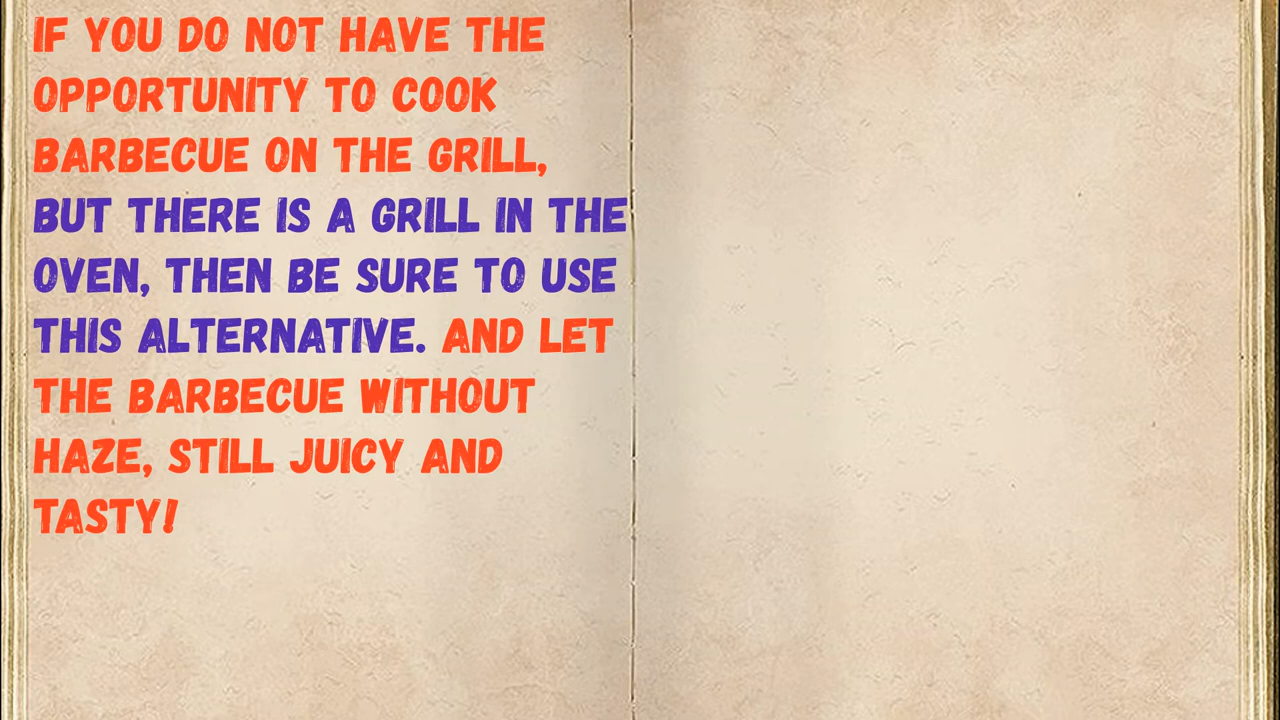 IF YOU DO NOT HAVE THE
OPPORTUNITY TO COOK
BARBECUE ON THE GRILL,
BUT THERE IS A GRILL IN THE
OVEN, THEN BE SURE TO USE
THIS ALTERNATIVE. AND LET
THE BARBECUE WITHOUT
HAZE, STILL JUICY AND
TASTY!